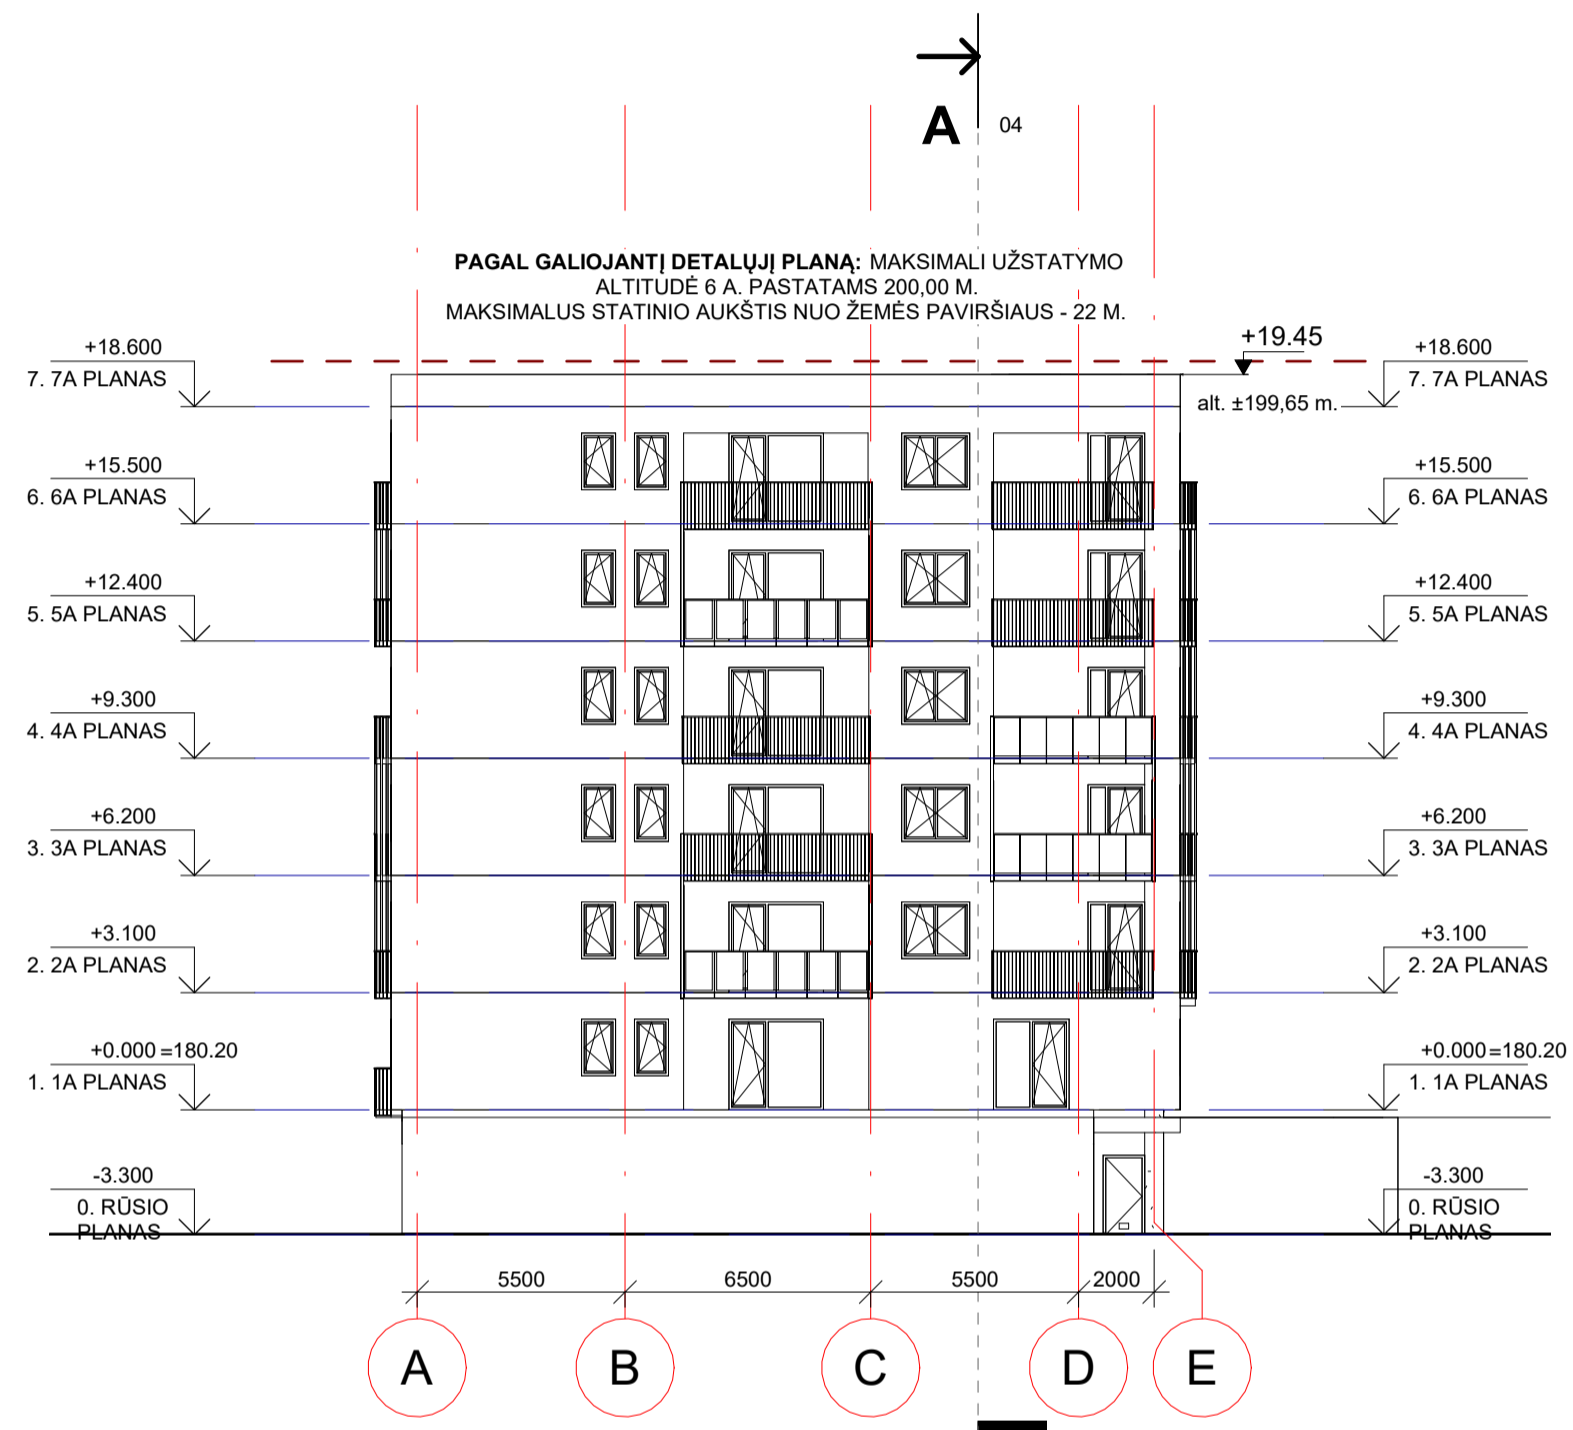 A
04
PAGAL GALIOJANTĮ DETALŲJĮ PLANĄ: MAKSIMALI UŽSTATYMO
ALTITUDĖ 6 A. PASTATAMS 200,00 M.
MAKSIMALUS STATINIO AUKŠTIS NUO ŽEMĖS PAVIRŠIAUS - 22 M.
+19.45
alt. ±199,65 m.
+18.600
7. 7A PLANAS
+18.600
7. 7A PLANAS
+15.500
6. 6A PLANAS
+15.500
6. 6A PLANAS
+12.400
5. 5A PLANAS
+12.400
5. 5A PLANAS
+9.300
4. 4A PLANAS
+9.300
4. 4A PLANAS
+6.200
3. 3A PLANAS
+6.200
3. 3A PLANAS
+3.100
2. 2A PLANAS
+3.100
2. 2A PLANAS
+0.000=180.20
1. 1A PLANAS
+0.000=180.20
1. 1A PLANAS
-3.300
0. RŪSIO
PLANAS
-3.300
0. RŪSIO
PLANAS
5500
6500
5500
2000
A
B
C
D
E